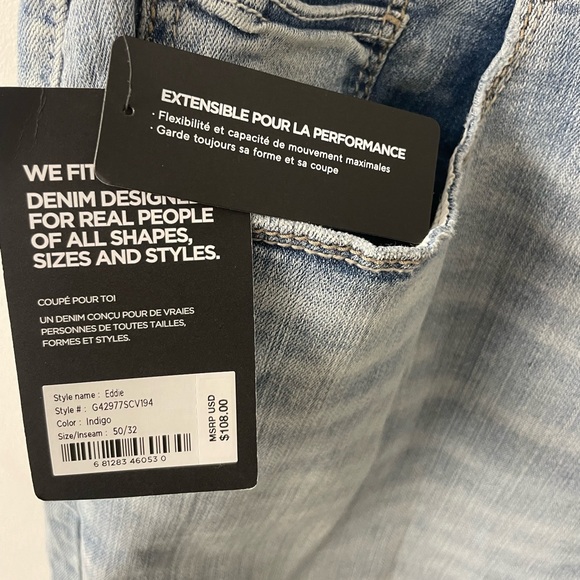 EXTENSIBLE POUR LA PERFORMANCE
· Flexibilité et capacité de mouvement maximales
· Garde toujours sa forme et sa coupe
WE FIT
DENIM DESIGNED
FOR REAL PEOPLE
OF ALL SHAPES,
SIZES AND STYLES.
COUPÉ POUR TOI
UN DENIM CONÇU POUR DE VRAIES
PERSONNES DE TOUTES TAILLES,
FORMES ET STYLES.
Style name : Eddie
Style # : G42977SCV194
Color : Indigo
Size/Inseam : 50/32
6 81283 46053 0
MSRP USD
$108.00